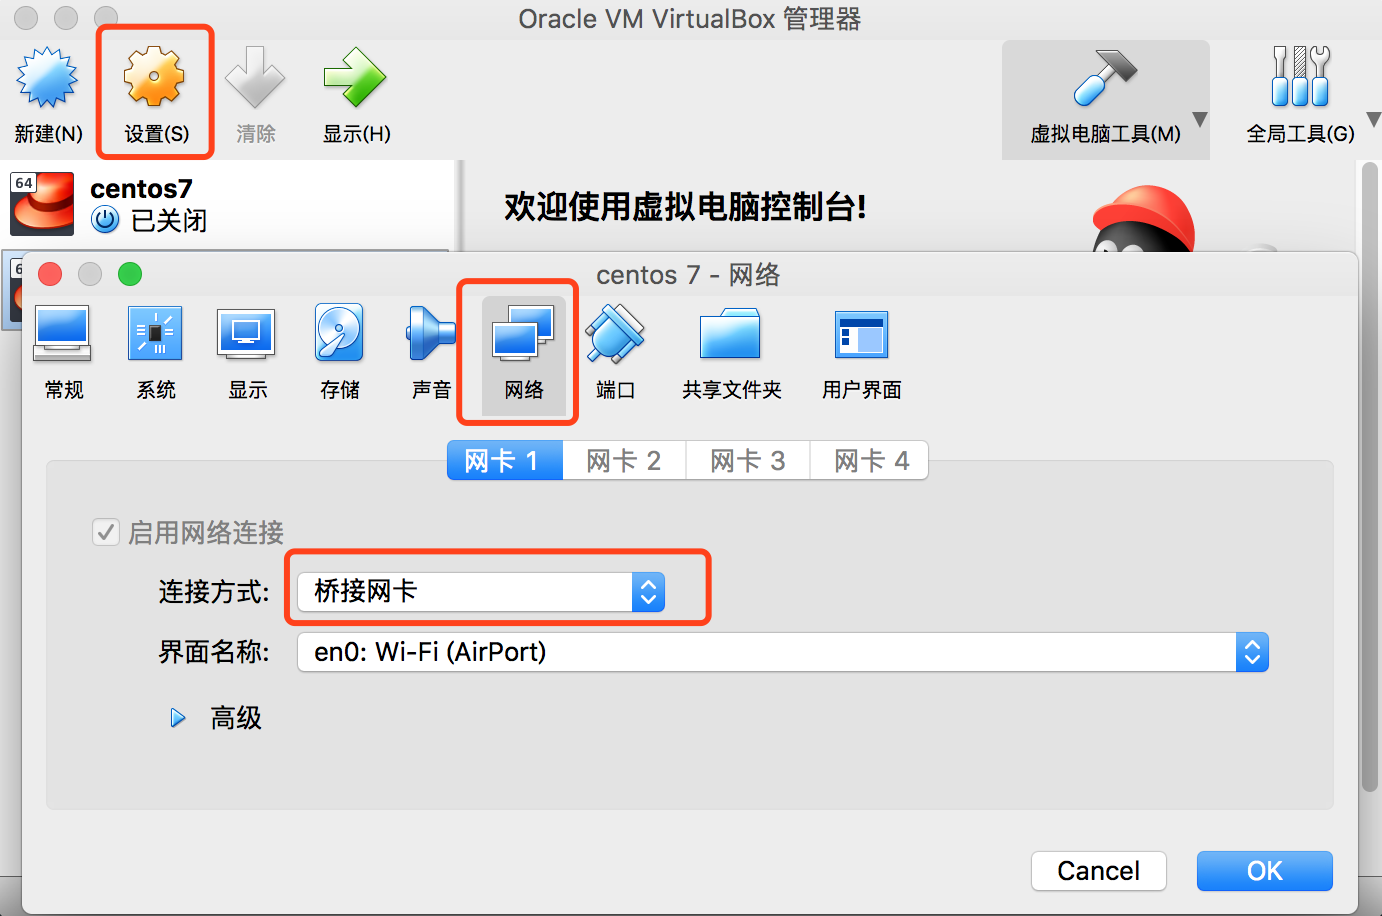 Oracle VM VirtualBox 管理器
新建(N)
设置(S)
清除
显示(H)
虚拟电脑工具(M)
全局工具(G)
64
centos7
已关闭
欢迎使用虚拟电脑控制台!
centos 7 - 网络
常规
系统
显示
存储
声音
网络
端口
共享文件夹
用户界面
网卡 1
网卡 2
网卡 3
网卡 4
启用网络连接
连接方式:
桥接网卡
界面名称:
en0: Wi-Fi (AirPort)
高级
Cancel
OK